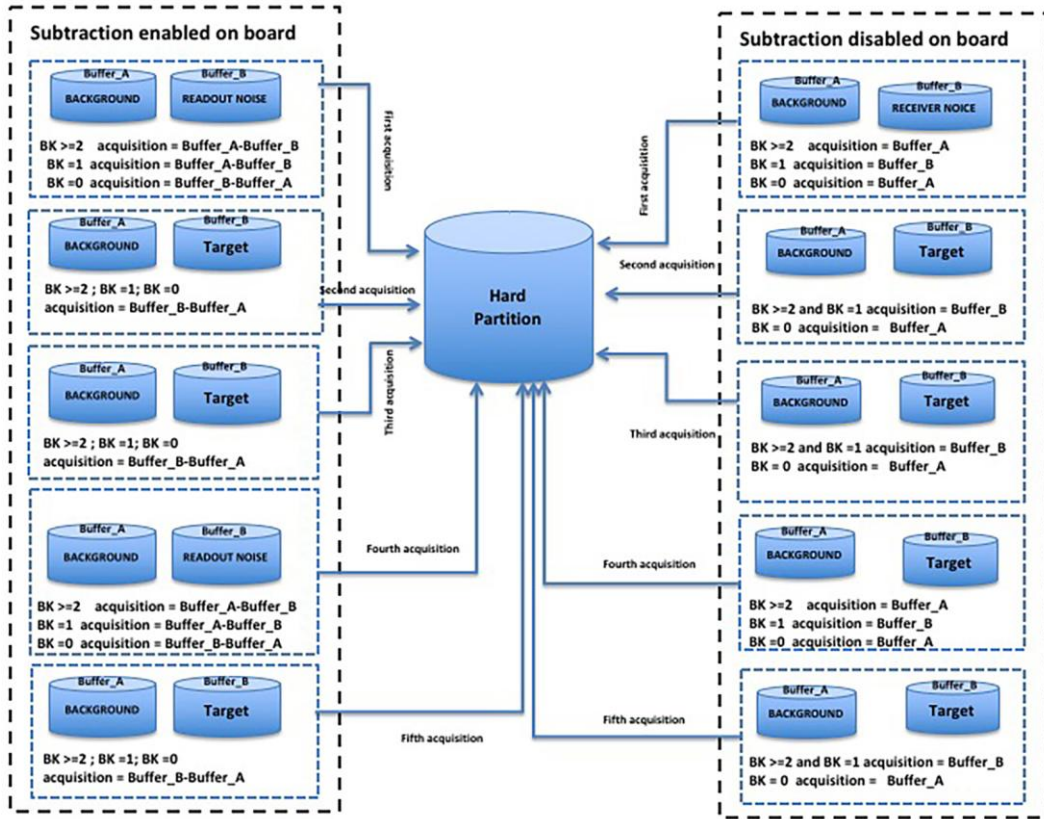 Subtraction enabled on board
Buffer_A
Buffer_B
BACKGROUND
READOUT NOISE
BK >=2 acquisition = Buffer_A-Buffer_B
BK =1 acquisition = Buffer_A-Buffer_B
BK =0 acquisition = Buffer_B-Buffer_A
Buffer_A
Buffer_B
BACKGROUND
Target
BK >=2 ; BK =1; BK =0
acquisition = Buffer_B-Buffer_A
Buffer_A
Buffer_B
BACKGROUND
Target
BK >=2 ; BK =1; BK =0
acquisition = Buffer_B-Buffer_A
Buffer_A
Buffer_B
BACKGROUND
READOUT NOISE
BK >=2 acquisition = Buffer_A-Buffer_B
BK =1 acquisition = Buffer_A-Buffer_B
BK =0 acquisition = Buffer_B-Buffer_A
Buffer_A
Buffer_B
BACKGROUND
Target
BK >=2 ; BK =1; BK =0
acquisition = Buffer_B-Buffer_A
First acquisition
Second acquisition
Third acquisition
Fourth acquisition
Fifth acquisition
Hard
Partition
First acquisition
Second acquisition
Third acquisition
Fourth acquisition
Fifth acquisition
Subtraction disabled on board
Buffer_A
Buffer_B
BACKGROUND
RECEIVER NOICE
BK >=2 acquisition = Buffer_A
BK =1 acquisition = Buffer_B
BK =0 acquisition = Buffer_A
Buffer_A
Buffer_B
BACKGROUND
Target
BK >=2 and BK =1 acquisition = Buffer_B
BK = 0 acquisition = Buffer_A
Buffer_A
Buffer_B
BACKGROUND
Target
BK >=2 and BK =1 acquisition = Buffer_B
BK = 0 acquisition = Buffer_A
Buffer_A
Buffer_B
BACKGROUND
Target
BK >=2 acquisition = Buffer_A
BK =1 acquisition = Buffer_B
BK =0 acquisition = Buffer_A
Buffer_A
Buffer_B
BACKGROUND
Target
BK >=2 and BK =1 acquisition = Buffer_B
BK = 0 acquisition = Buffer_A